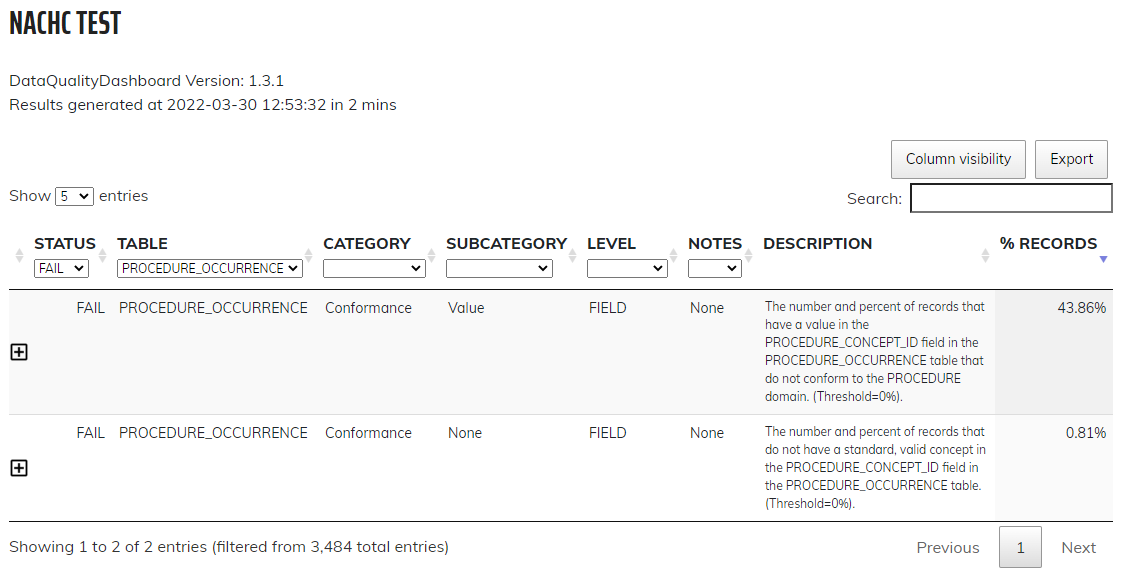 NACHC TEST
DataQualityDashboard Version: 1.3.1
Results generated at 2022-03-30 12:53:32 in 2 mins
Column visibility Export
Show 5 entries Search:
STATUS TABLE CATEGORY SUBCATEGORY LEVEL NOTES DESCRIPTION % RECORDS
FAIL PROCEDURE_OCCURRENCE
FAIL PROCEDURE_OCCURRENCE Conformance Value FIELD None The number and percent of records that 43.86%
have a value in the
PROCEDURE_CONCEPT_ID field in the
PROCEDURE_OCCURRENCE table that
do not conform to the PROCEDURE
domain. (Threshold=0%).
FAIL PROCEDURE_OCCURRENCE Conformance None FIELD None The number and percent of records that 0.81%
do not have a standard, valid concept in
the PROCEDURE_CONCEPT_ID field in
the PROCEDURE_OCCURRENCE table.
(Threshold=0%).
Showing 1 to 2 of 2 entries (filtered from 3,484 total entries) Previous 1 Next